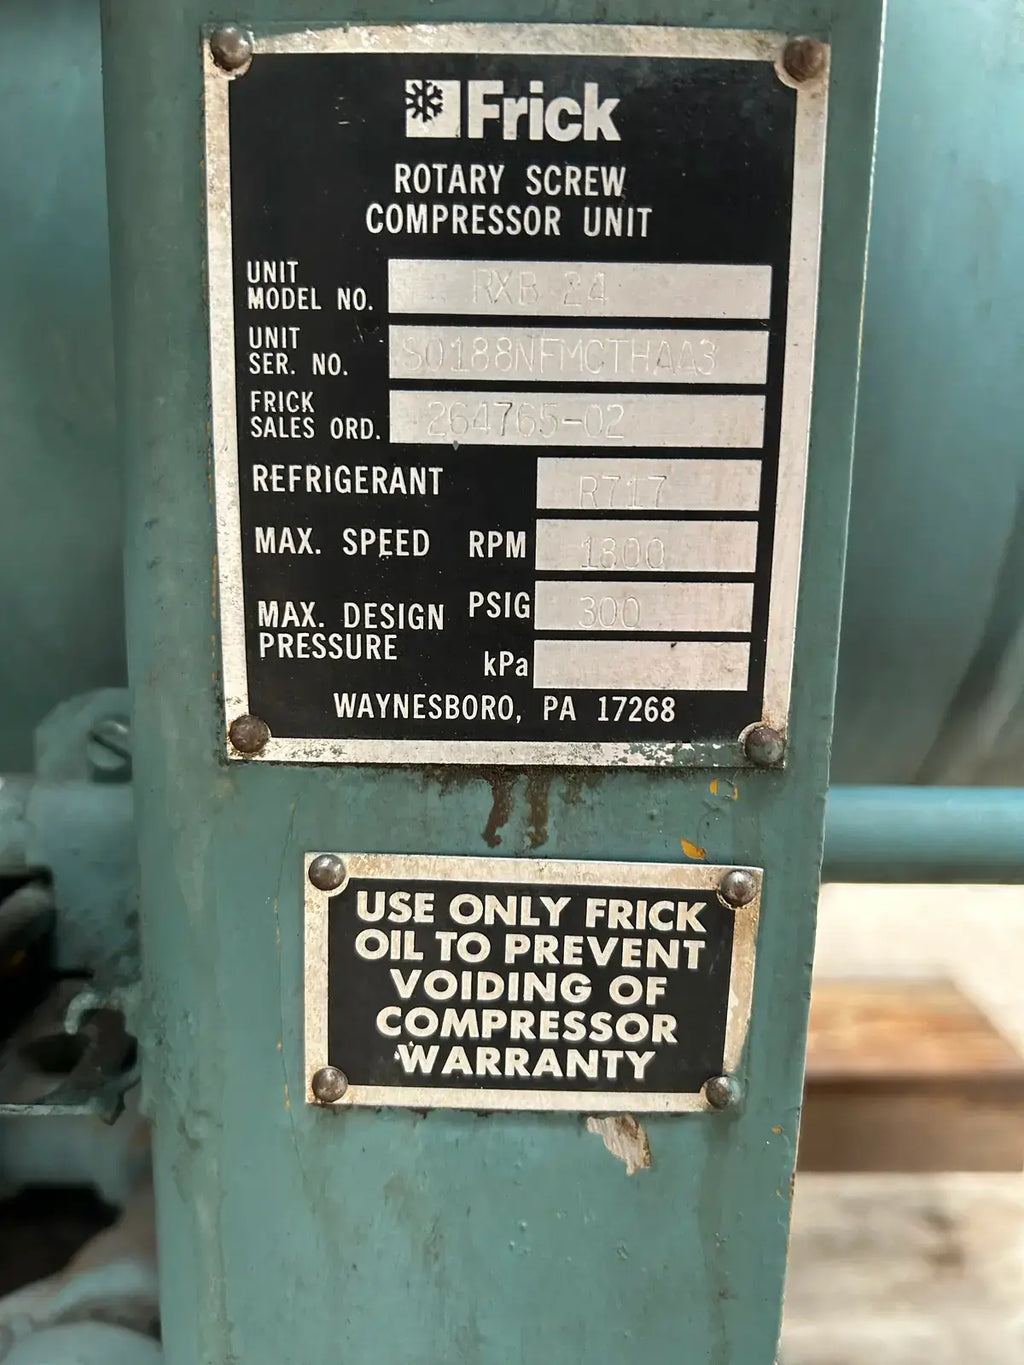 Frick
ROTARY SCREW
COMPRESSOR UNIT
UNIT
MODEL NO. RXB 24
UNIT
SER. NO. S0188NFMCTHAA3
FRICK
SALES ORD. 264765-02
REFRIGERANT R717
MAX. SPEED RPM 1800
MAX. DESIGN
PRESSURE
PSIG 300
kPa
WAYNESBORO, PA 17268
USE ONLY FRICK
OIL TO PREVENT
VOIDING OF
COMPRESSOR
WARRANTY